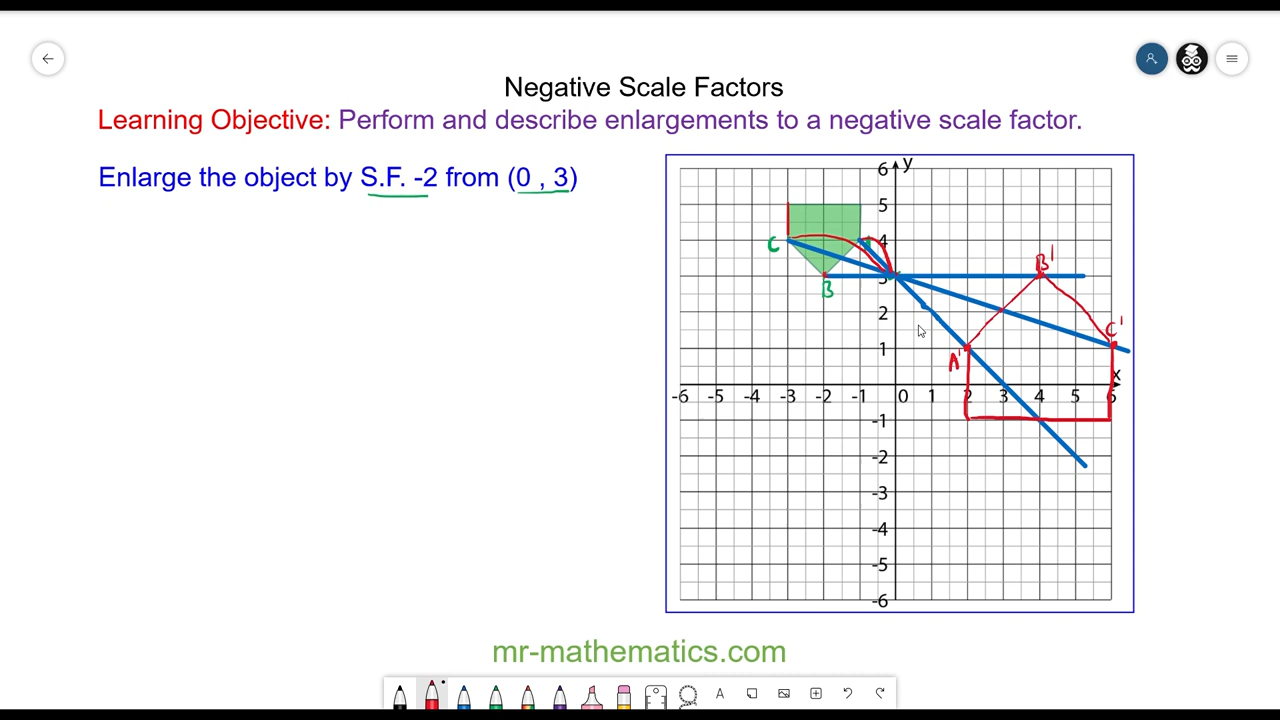 Negative Scale Factors
Learning Objective: Perform and describe enlargements to a negative scale factor.
Enlarge the object by S.F. -2 from (0 , 3)
y
6
5
4
3
2
1
x
-6 -5 -4 -3 -2 -1 0 1 2 3 4 5 6
-1
-2
-3
-4
-5
-6
C
B
B'
C'
A'
mr-mathematics.com
A